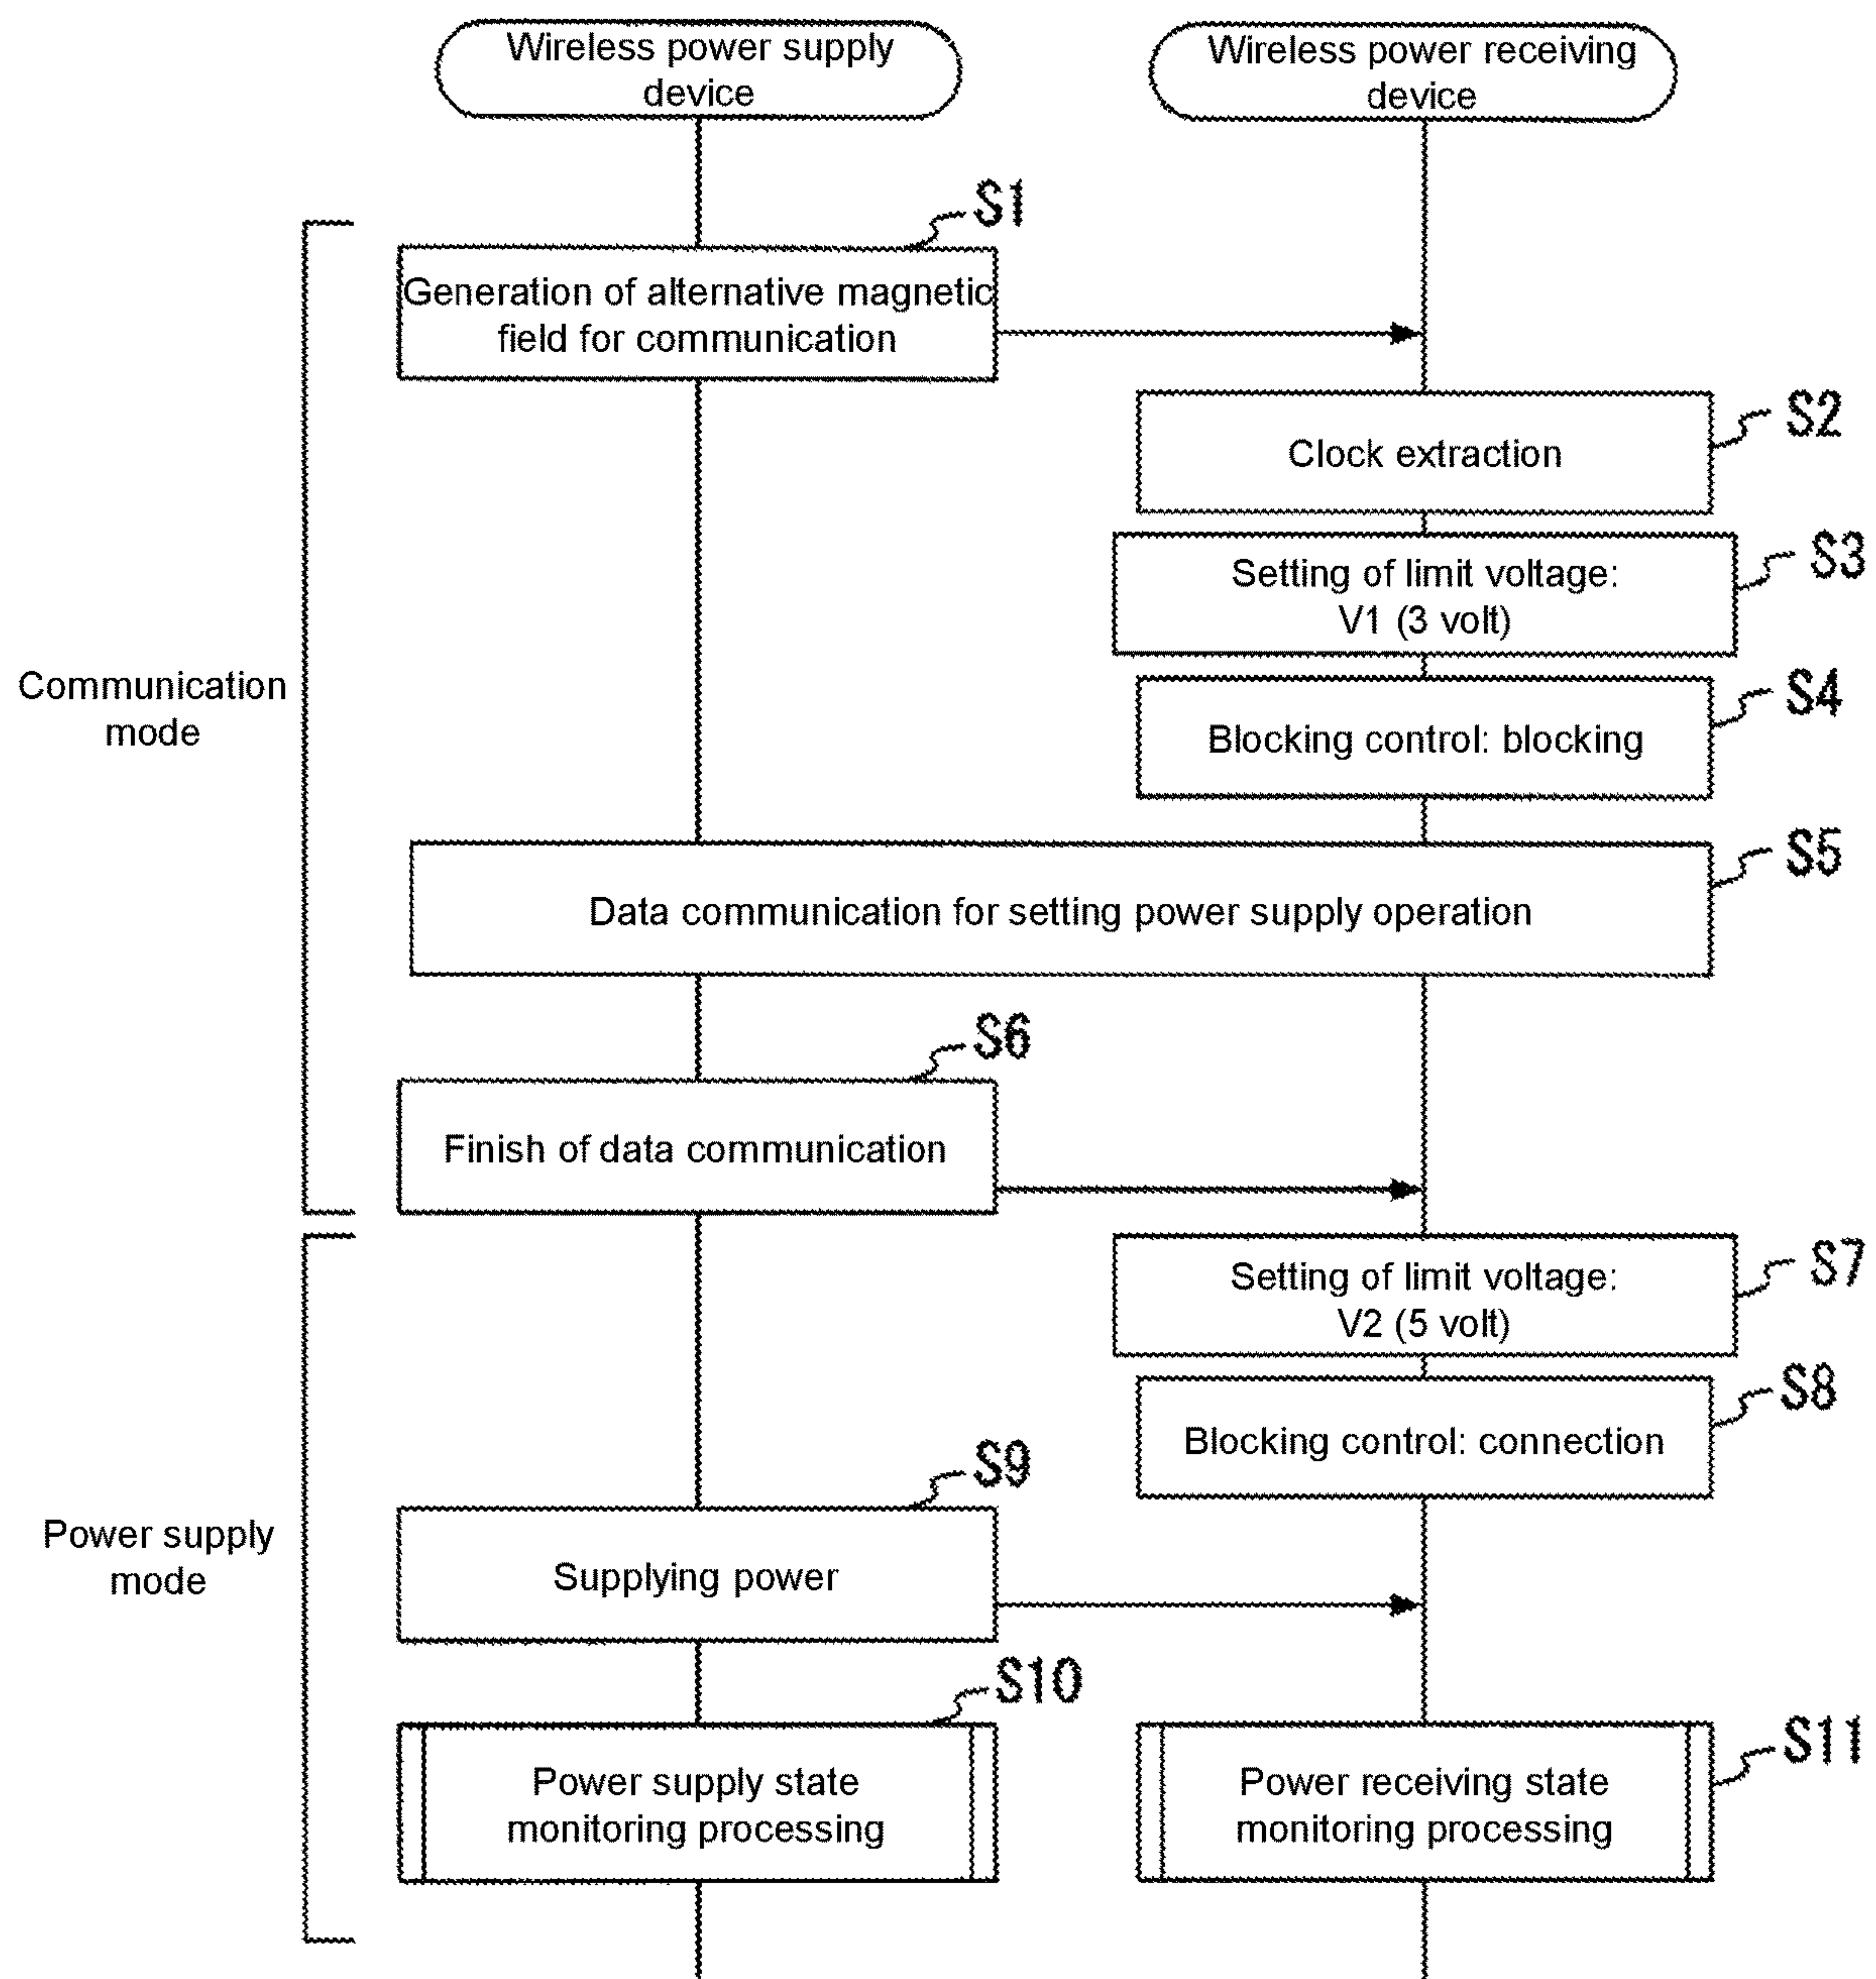 Wireless power supply
device
Wireless power receiving
device
S1
Generation of alternative magnetic
field for communication
S2
Clock extraction
S3
Setting of limit voltage:
V1 (3 volt)
Communication
mode
S4
Blocking control: blocking
S5
Data communication for setting power supply operation
S6
Finish of data communication
S7
Setting of limit voltage:
V2 (5 volt)
S8
Blocking control: connection
Power supply
mode
S9
Supplying power
S10
Power supply state
monitoring processing
S11
Power receiving state
monitoring processing